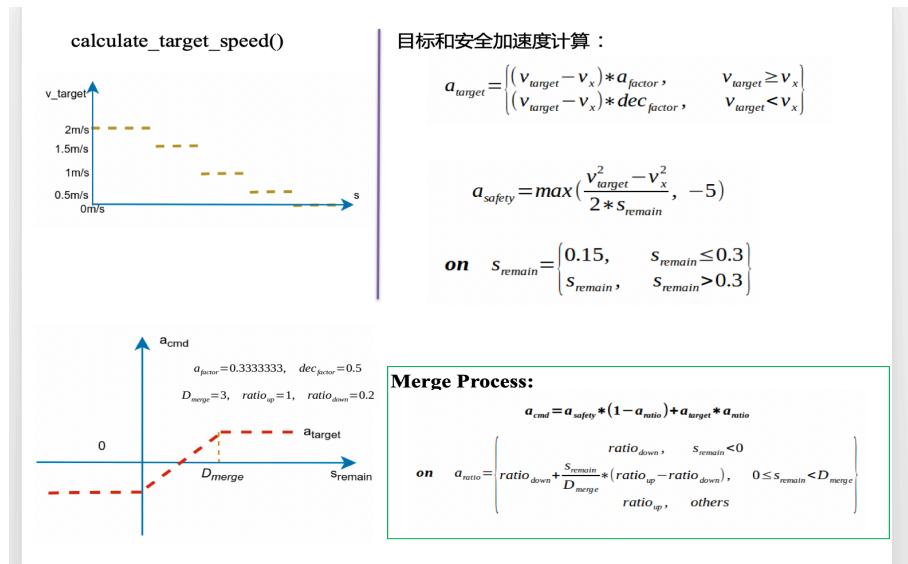 calculate_target_speed()
v_target
2m/s
1.5m/s
1m/s
0.5m/s
0m/s
s
目标和安全加速度计算：
a_target={(v_target−v_x)*a_factor, v_target≥v_x
(v_target−v_x)*dec_factor, v_target<v_x}
a_safety=max((v²_target−v²_x)/(2*s_remain), −5)
on s_remain={0.15, s_remain≤0.3
s_remain, s_remain>0.3}
a_cmd
a_factor=0.3333333, dec_factor=0.5
D_merge=3, ratio_up=1, ratio_down=0.2
a_target
0
D_merge
s_remain
Merge Process:
a_cmd=a_safety*(1−a_ratio)+a_target*a_ratio
on a_ratio={ratio_down, s_remain<0
ratio_down+s_remain/D_merge*(ratio_up−ratio_down), 0≤s_remain<D_merge
ratio_up, others}